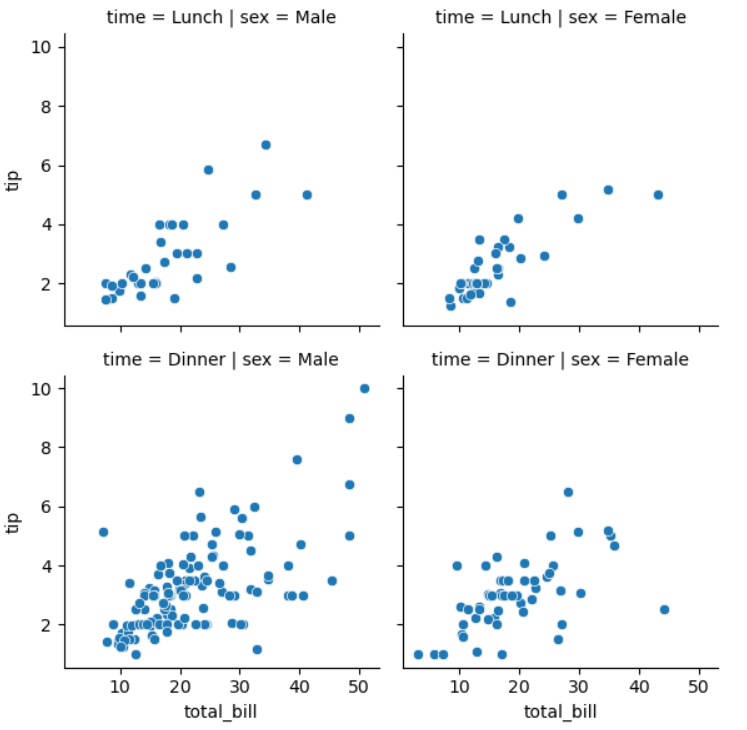 time = Lunch | sex = Male
time = Lunch | sex = Female
10
8
6
4
2
tip
time = Dinner | sex = Male
time = Dinner | sex = Female
10
8
6
4
2
tip
10 20 30 40 50
10 20 30 40 50
total_bill
total_bill